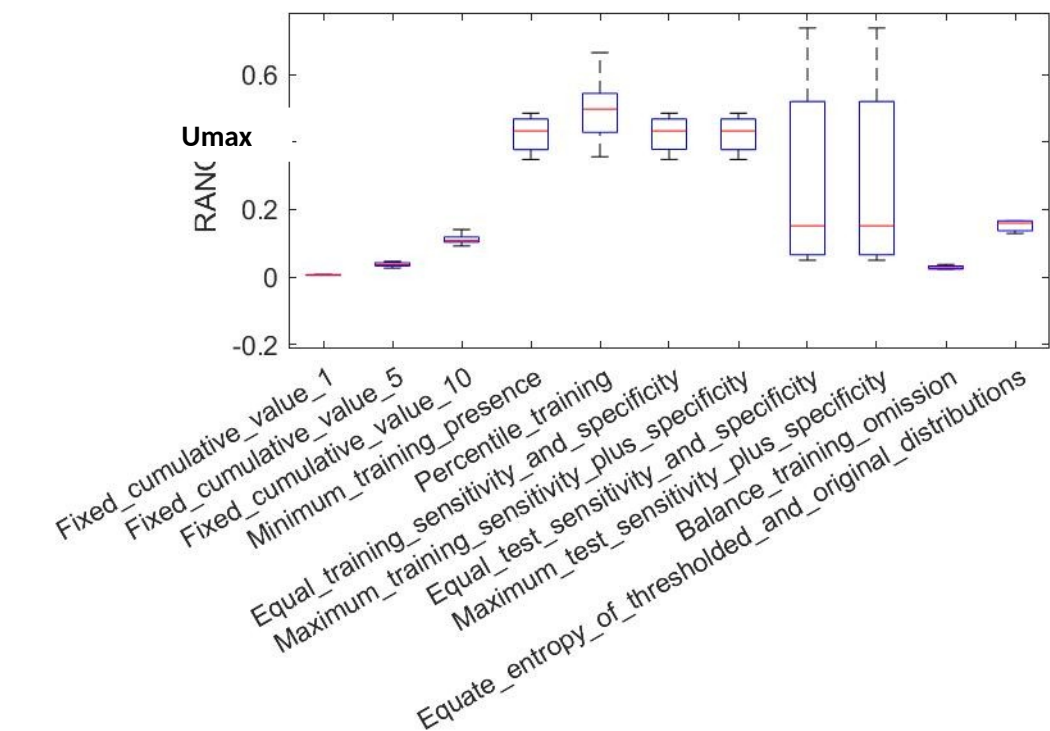 0.6
Umax
RANG
0.2
0
-0.2
Fixed_cumulative_value_1
Fixed_cumulative_value_5
Fixed_cumulative_value_10
Minimum_training_presence
Percentile_training
Equal_training_sensitivity_and_specificity
Maximum_training_sensitivity_plus_specificity
Equal_test_sensitivity_and_specificity
Maximum_test_sensitivity_plus_specificity
Balance_training_omission
Equate_entropy_of_thresholded_and_original_distributions